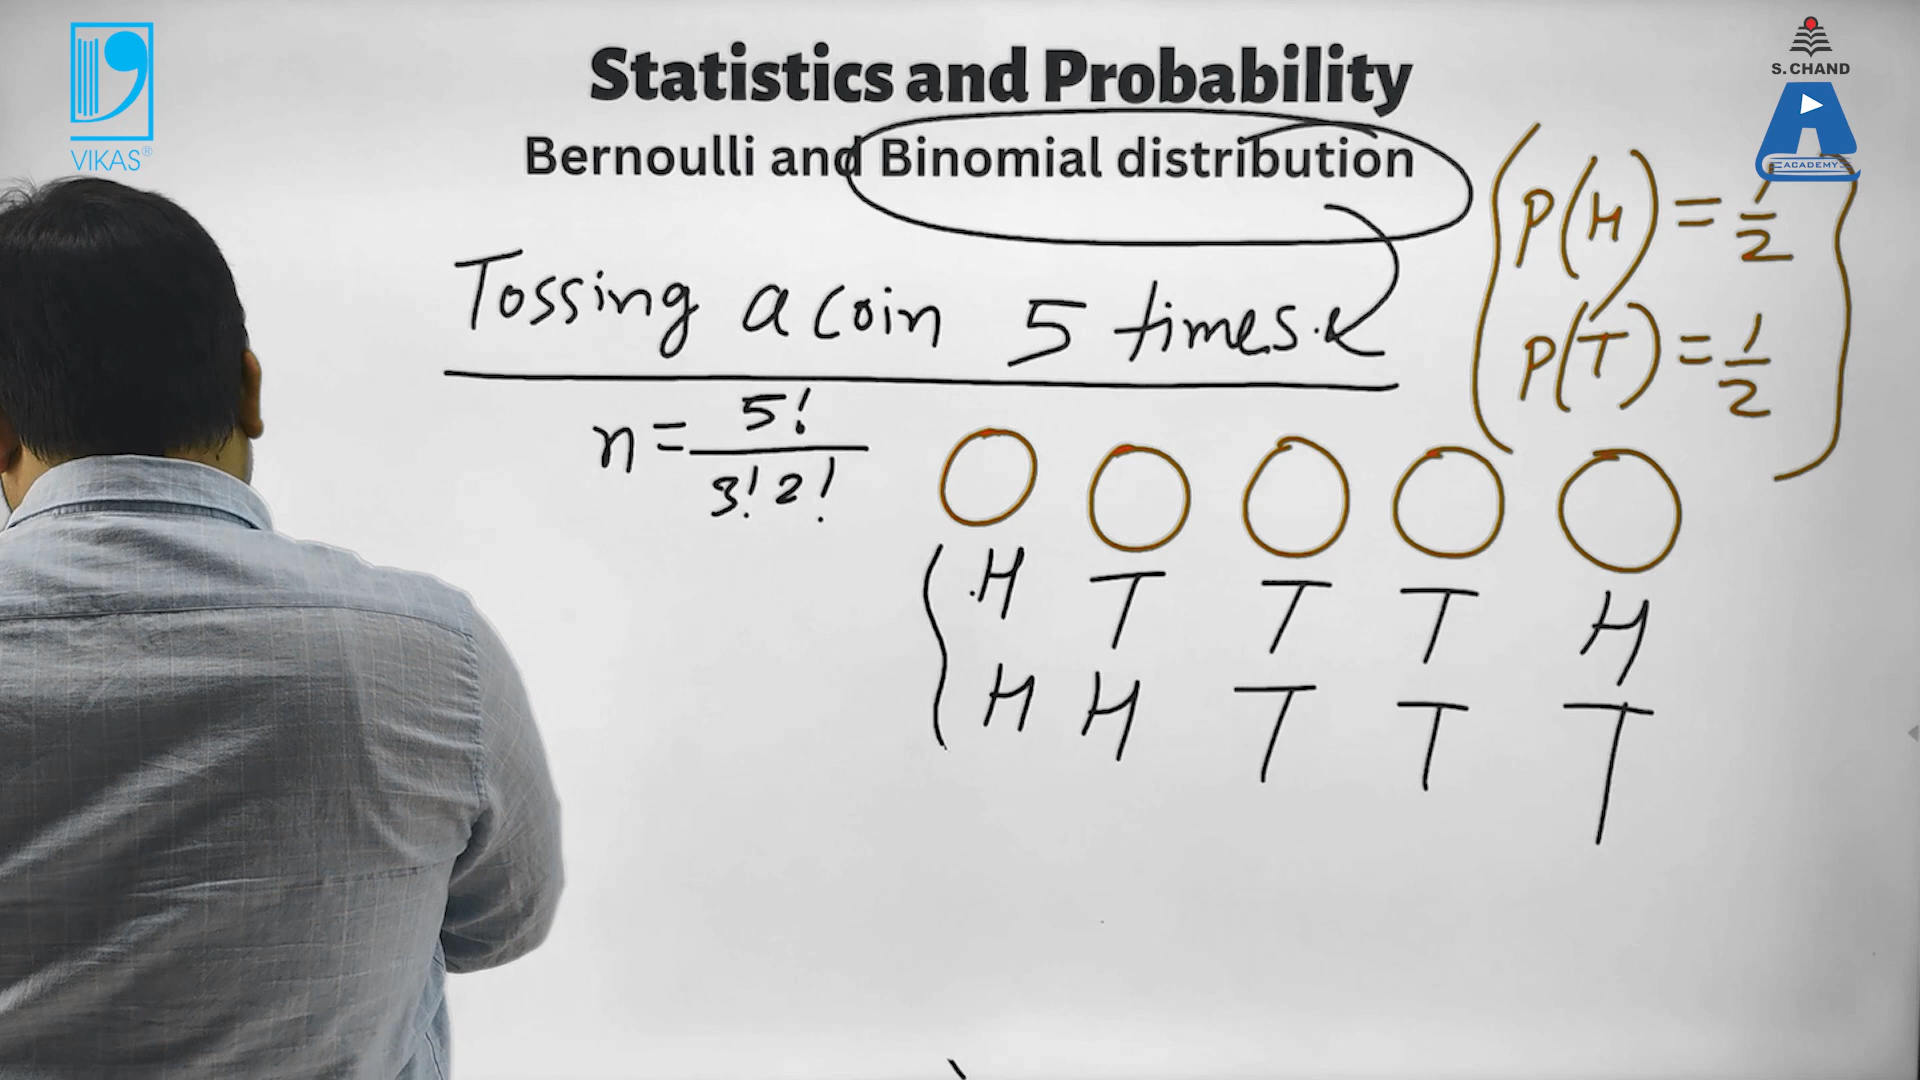 VIKAS®
S. CHAND
ACADEMY
Statistics and Probability
Bernoulli and Binomial distribution
Tossing a coin 5 times.
P(H) = 1/2
P(T) = 1/2
n = 5! / 3! 2!
H T T T H
H H T T T